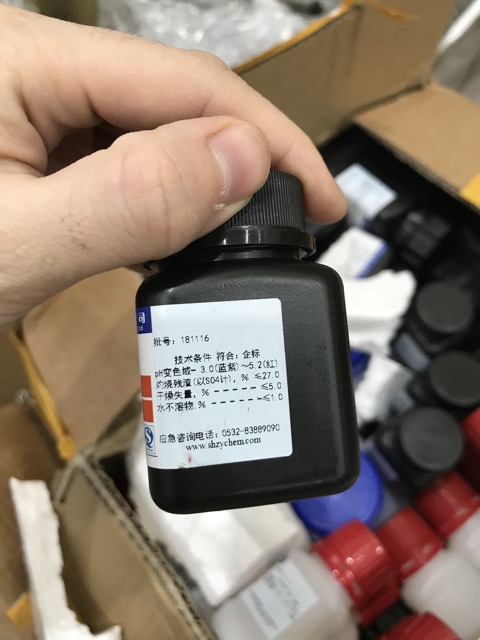 司
批号: 181116
技术条件 符合: 企标
pH变色域- 3.0(蓝紫)~5.2(红)
灼烧残渣(以SO4计), % ≤27.0
干燥失量, % ------ ≤5.0
水不溶物, % ------ ≤1.0
应急咨询电话: 0532-83889090
www.shzychem.com